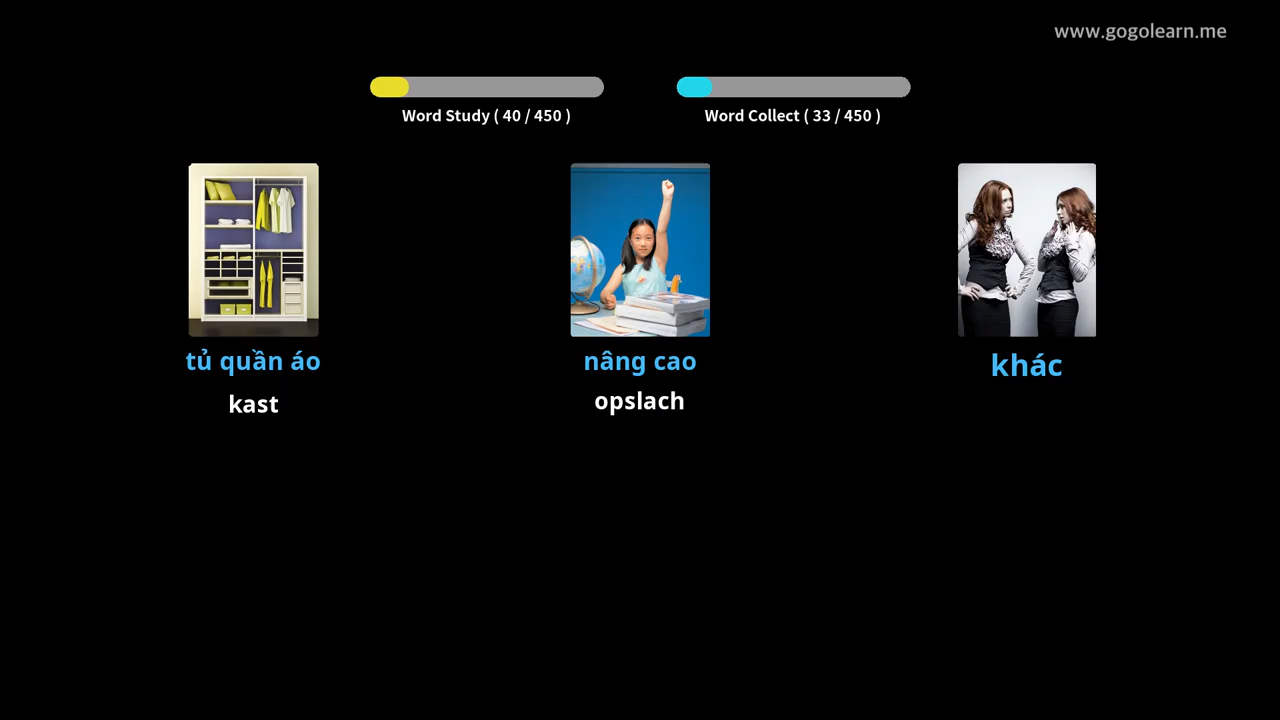 www.gogolearn.me
Word Study ( 40 / 450 )
Word Collect ( 33 / 450 )
tủ quần áo
nâng cao
khác
kast
opslach